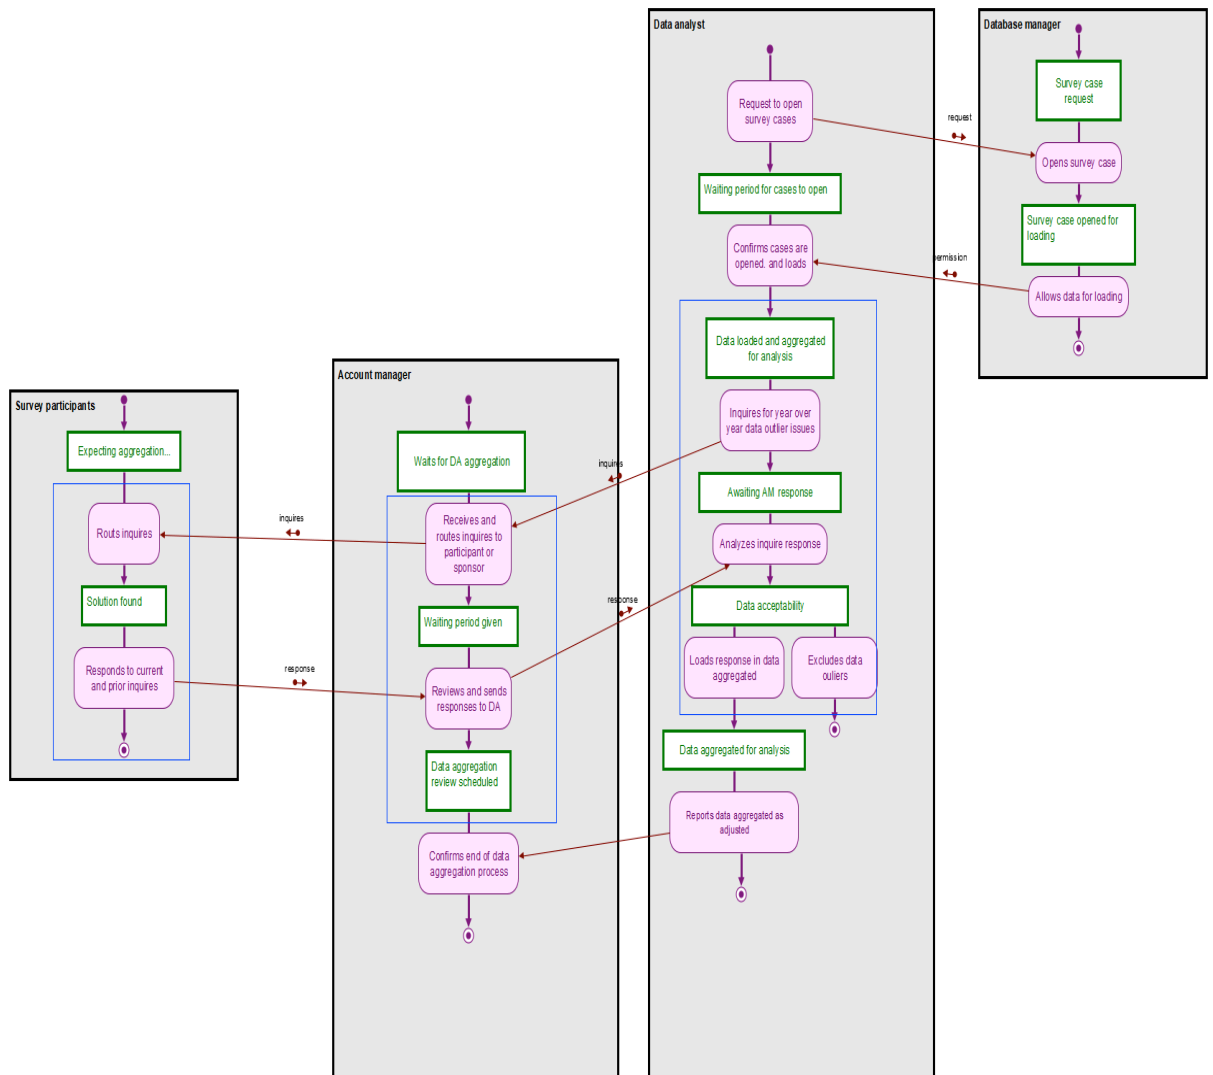 Data analyst
Database manager
Request to open
survey cases
Survey case
request
request
Opens survey case
Waiting period for cases to open
Survey case opened for
loading
Confirms cases are
opened, and loads
permission
Allows data for loading
Data loaded and aggregated
for analysis
Account manager
Survey participants
Inquires for year over
year data outlier issues
Expecting aggregation...
Waits for DA aggregation
inquires
Awaiting AM response
inquires
Routs inquires
Receives and
routes inquires to
participant or
sponsor
Analyzes inquire response
Solution found
Waiting period given
response
Data acceptability
Responds to current
and prior inquires
response
Reviews and sends
responses to DA
Loads response in data
aggregated
Excludes data
ouliers
Data aggregation
review scheduled
Data aggregated for analysis
Reports data aggregated as
adjusted
Confirms end of data
aggregation process